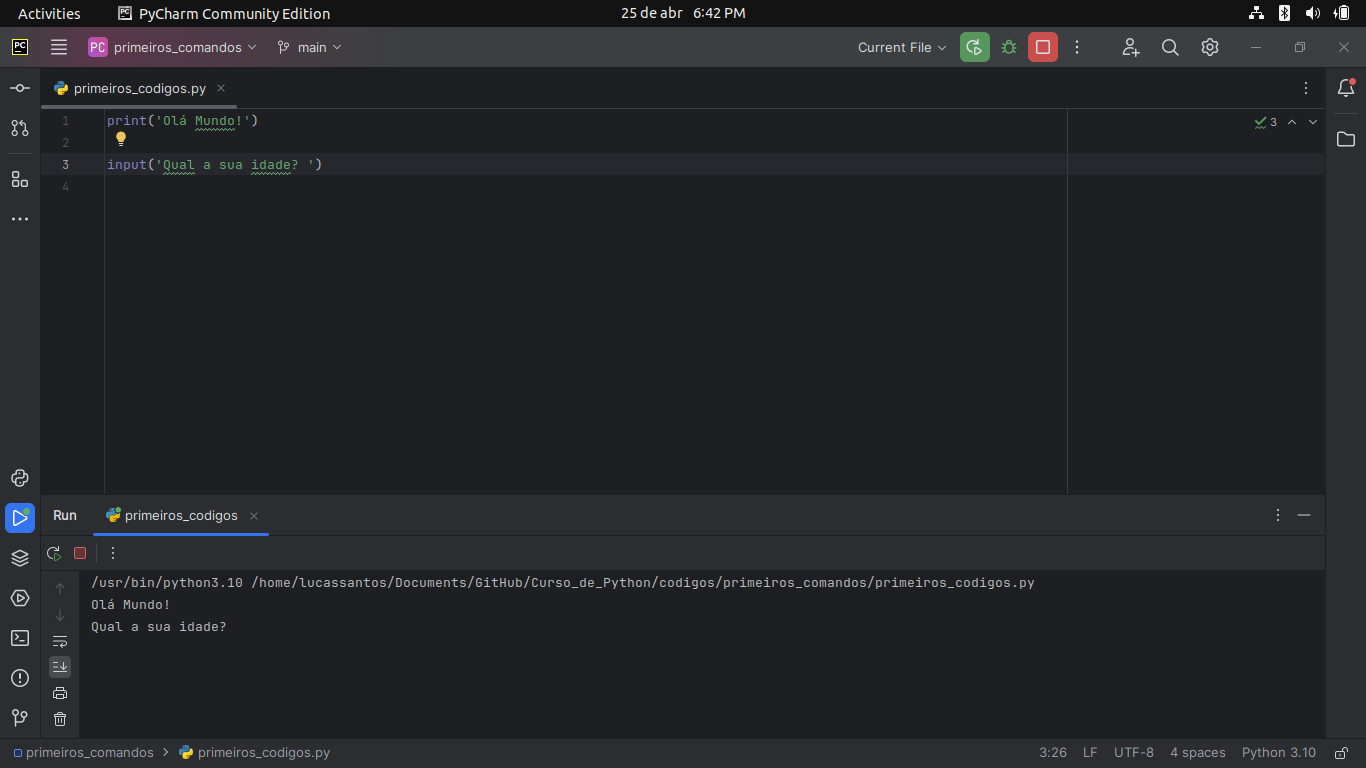 Activities PyCharm Community Edition 25 de abr 6:42 PM
PC PC primeiros_comandos main Current File
primeiros_codigos.py
1 print('Olá Mundo!') 3
2
3 input('Qual a sua idade? ')
4
Run primeiros_codigos
/usr/bin/python3.10 /home/lucassantos/Documents/GitHub/Curso_de_Python/codigos/primeiros_comandos/primeiros_codigos.py
Olá Mundo!
Qual a sua idade?
primeiros_comandos primeiros_codigos.py 3:26 LF UTF-8 4 spaces Python 3.10